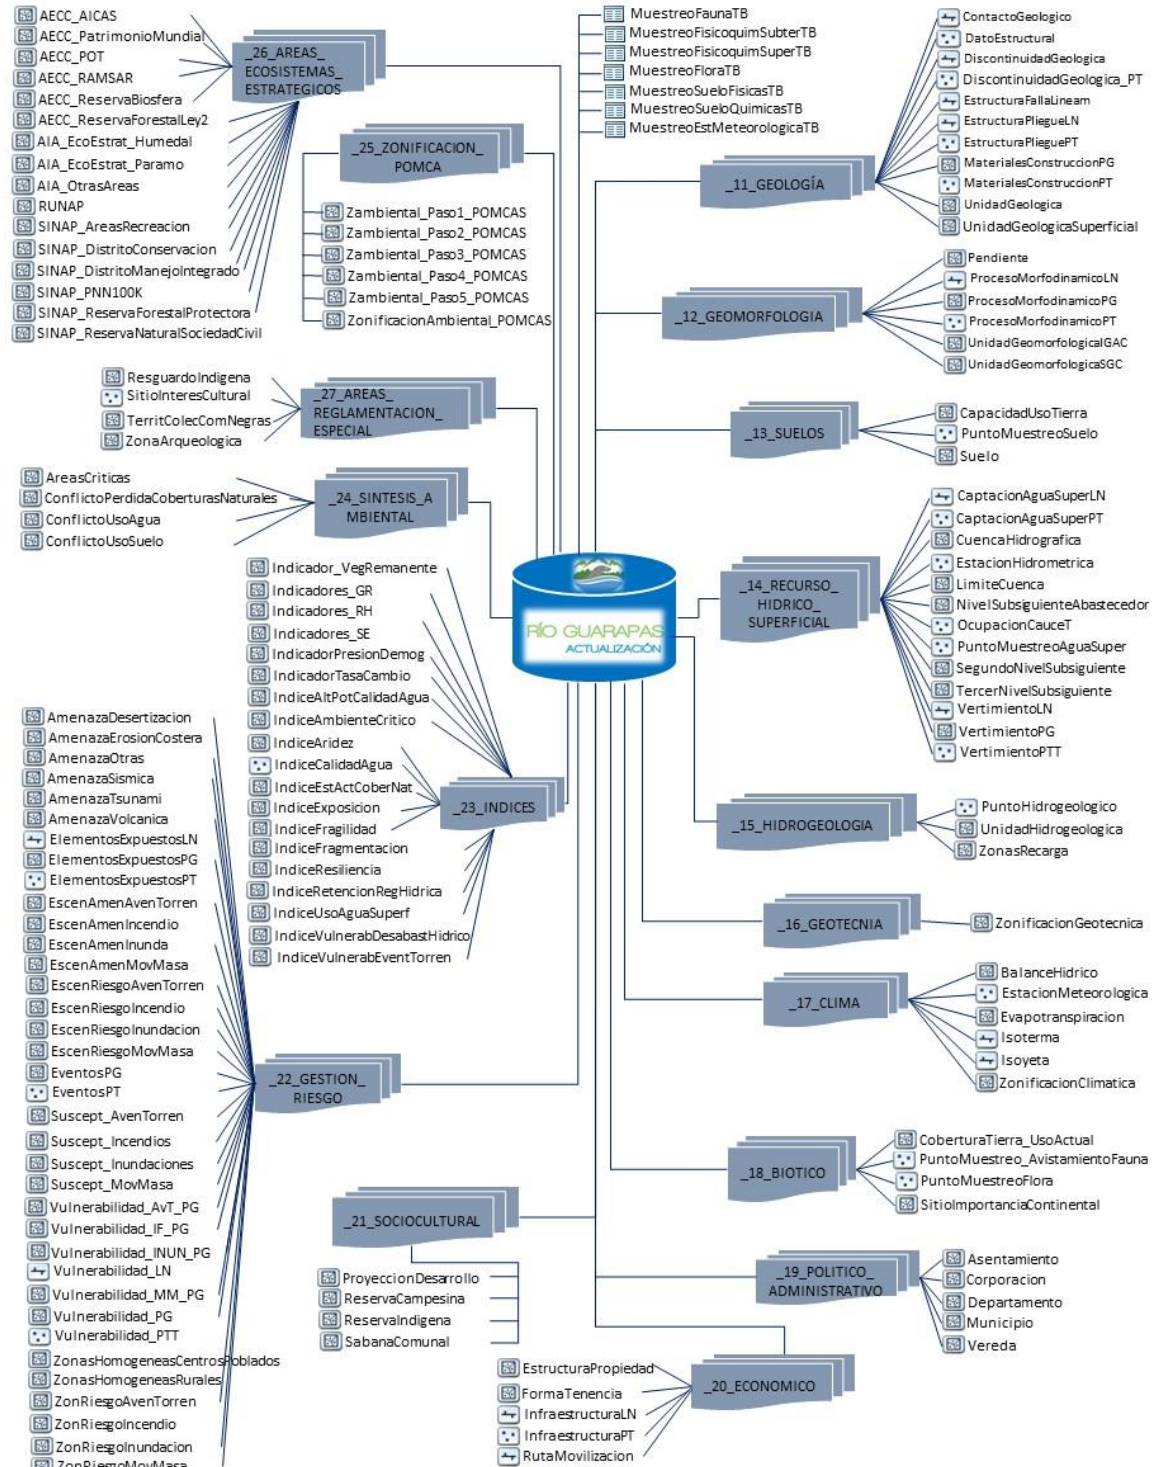 AECC_AICAS
AECC_PatrimonioMundial
AECC_POT
AECC_RAMSAR
AECC_ReservaBiosfera
AECC_ReservaForestalLey2
AIA_EcoEstrat_Humedal
AIA_EcoEstrat_Paramo
AIA_OtrasAreas
RUNAP
SINAP_AreasRecreacion
SINAP_DistritoConservacion
SINAP_DistritoManejoIntegrado
SINAP_PNN100K
SINAP_ReservaForestalProtectora
SINAP_ReservaNaturalSociedadCivil
_26_AREAS_
ECOSISTEMAS_
ESTRATEGICOS
_25_ZONIFICACION_
POMCA
Zambiental_Paso1_POMCAS
Zambiental_Paso2_POMCAS
Zambiental_Paso3_POMCAS
Zambiental_Paso4_POMCAS
Zambiental_Paso5_POMCAS
ZonificacionAmbiental_POMCAS
MuestreoFaunaTB
MuestreoFisicoquimSubterTB
MuestreoFisicoquimSuperTB
MuestreoFloraTB
MuestreoSueloFisicasTB
MuestreoSueloQuimicasTB
MuestreoEstMeteorologicaTB
_11_GEOLOGÍA
ContactoGeologico
DatoEstructural
DiscontinuidadGeologica
DiscontinuidadGeologica_PT
EstructuraFallaLineam
EstructuraPliegueLN
EstructuraPlieguePT
MaterialesConstruccionPG
MaterialesConstruccionPT
UnidadGeologica
UnidadGeologicaSuperficial
_12_GEOMORFOLOGIA
Pendiente
ProcesoMorfodinamicoLN
ProcesoMorfodinamicoPG
ProcesoMorfodinamicoPT
UnidadGeomorfologicaIGAC
UnidadGeomorfologicaSGC
ResguardoIndigena
SitioInteresCultural
TerritColecComNegras
ZonaArqueologica
_27_AREAS_
REGLAMENTACION_
ESPECIAL
_13_SUELOS
CapacidadUsoTierra
PuntoMuestreoSuelo
Suelo
AreasCriticas
ConflictoPerdidaCoberturasNaturales
ConflictoUsoAgua
ConflictoUsoSuelo
_24_SINTESIS_A
MBIENTAL
RÍO GUARAPAS
ACTUALIZACIÓN
_14_RECURSO_
HIDRICO_
SUPERFICIAL
CaptacionAguaSuperLN
CaptacionAguaSuperPT
CuencaHidrografica
EstacionHidrometrica
LimiteCuenca
NivelSubsiguienteAbastecedor
OcupacionCauceT
PuntoMuestreoAguaSuper
SegundoNivelSubsiguiente
TercerNivelSubsiguiente
VertimientoLN
VertimientoPG
VertimientoPTT
Indicador_VegRemanente
Indicadores_GR
Indicadores_RH
Indicadores_SE
IndicadorPresionDemog
IndicadorTasaCambio
IndiceAltPotCalidadAgua
IndiceAmbienteCritico
IndiceAridez
IndiceCalidadAgua
IndiceEstActCoberNat
IndiceExposicion
IndiceFragilidad
IndiceFragmentacion
IndiceResiliencia
IndiceRetencionRegHidrica
IndiceUsoAguaSuperf
IndiceVulnerabDesabastHidrico
IndiceVulnerabEventTorren
_23_INDICES
_15_HIDROGEOLOGIA
PuntoHidrogeologico
UnidadHidrogeologica
ZonasRecarga
_16_GEOTECNIA
ZonificacionGeotecnica
_17_CLIMA
BalanceHidrico
EstacionMeteorologica
Evapotranspiracion
Isoterma
Isoyeta
ZonificacionClimatica
AmenazaDesertizacion
AmenazaErosionCostera
AmenazaOtras
AmenazaSismica
AmenazaTsunami
AmenazaVolcanica
ElementosExpuestosLN
ElementosExpuestosPG
ElementosExpuestosPT
EscenAmenAvenTorren
EscenAmenIncendio
EscenAmenInunda
EscenAmenMovMasa
EscenRiesgoAvenTorren
EscenRiesgoIncendio
EscenRiesgoInundacion
EscenRiesgoMovMasa
EventosPG
EventosPT
Suscept_AvenTorren
Suscept_Incendios
Suscept_Inundaciones
Suscept_MovMasa
Vulnerabilidad_AvT_PG
Vulnerabilidad_IF_PG
Vulnerabilidad_INUN_PG
Vulnerabilidad_LN
Vulnerabilidad_MM_PG
Vulnerabilidad_PG
Vulnerabilidad_PTT
ZonasHomogeneasCentrosPoblados
ZonasHomogeneasRurales
ZonRiesgoAvenTorren
ZonRiesgoIncendio
ZonRiesgoInundacion
ZonRiesgoMovMasa
_22_GESTION_
RIESGO
_18_BIOTICO
CoberturaTierra_UsoActual
PuntoMuestreo_AvistamientoFauna
PuntoMuestreoFlora
SitioImportanciaContinental
_21_SOCIOCULTURAL
ProyeccionDesarrollo
ReservaCampesina
ReservaIndigena
SabanaComunal
_19_POLITICO_
ADMINISTRATIVO
Asentamiento
Corporacion
Departamento
Municipio
Vereda
_20_ECONOMICO
EstructuraPropiedad
FormaTenencia
InfraestructuraLN
InfraestructuraPT
RutaMovilizacion